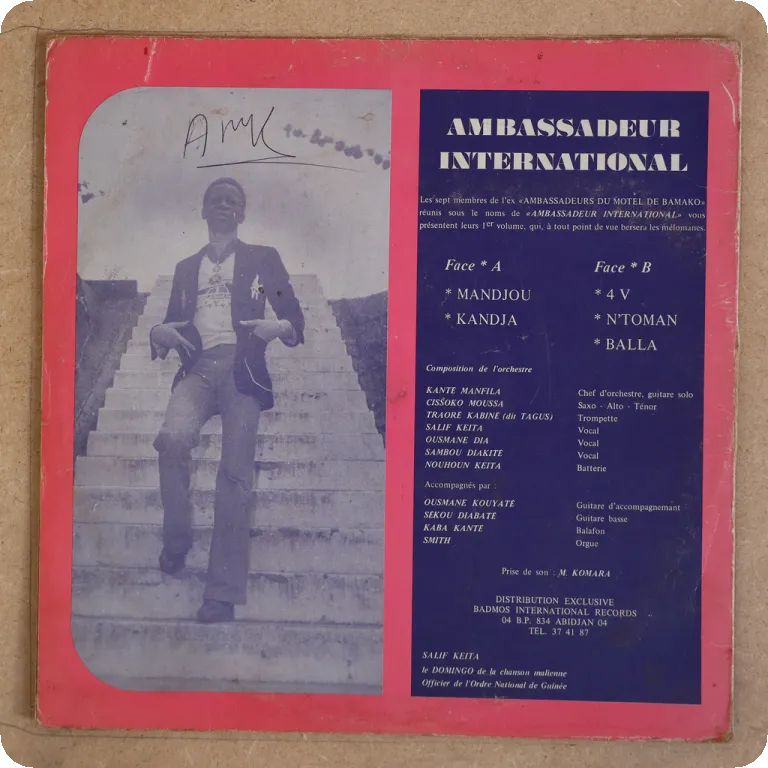 AMBASSADEUR
INTERNATIONAL
Les sept membres de l'ex «AMBASSADEURS DU MOTEL DE BAMAKO»
réunis sous le noms de «AMBASSADEUR INTERNATIONAL» vous
présentent leurs 1er volume, qui, à tout point de vue bersera les mélomanes.
Face * A
* MANDJOU
* KANDJA
Face * B
* 4 V
* N'TOMAN
* BALLA
Composition de l'orchestre
KANTE MANFILA Chef d'orchestre, guitare solo
CISSOKO MOUSSA Saxo - Alto - Ténor
TRAORE KABINE (dit TAGUS) Trompette
SALIF KEITA Vocal
OUSMANE DIA Vocal
SAMBOU DIAKITE Vocal
NOUHOUN KEITA Batterie
Accompagnés par :
OUSMANE KOUYATE Guitare d'accompagnement
SEKOU DIABATE Guitare basse
KABA KANTE Balafon
SMITH Orgue
Prise de son : M. KOMARA
DISTRIBUTION EXCLUSIVE
BADMOS INTERNATIONAL RECORDS
04 B.P. 834 ABIDJAN 04
TEL. 37 41 87
SALIF KEITA
le DOMINGO de la chanson malienne
Officier de l'Ordre National de Guinée